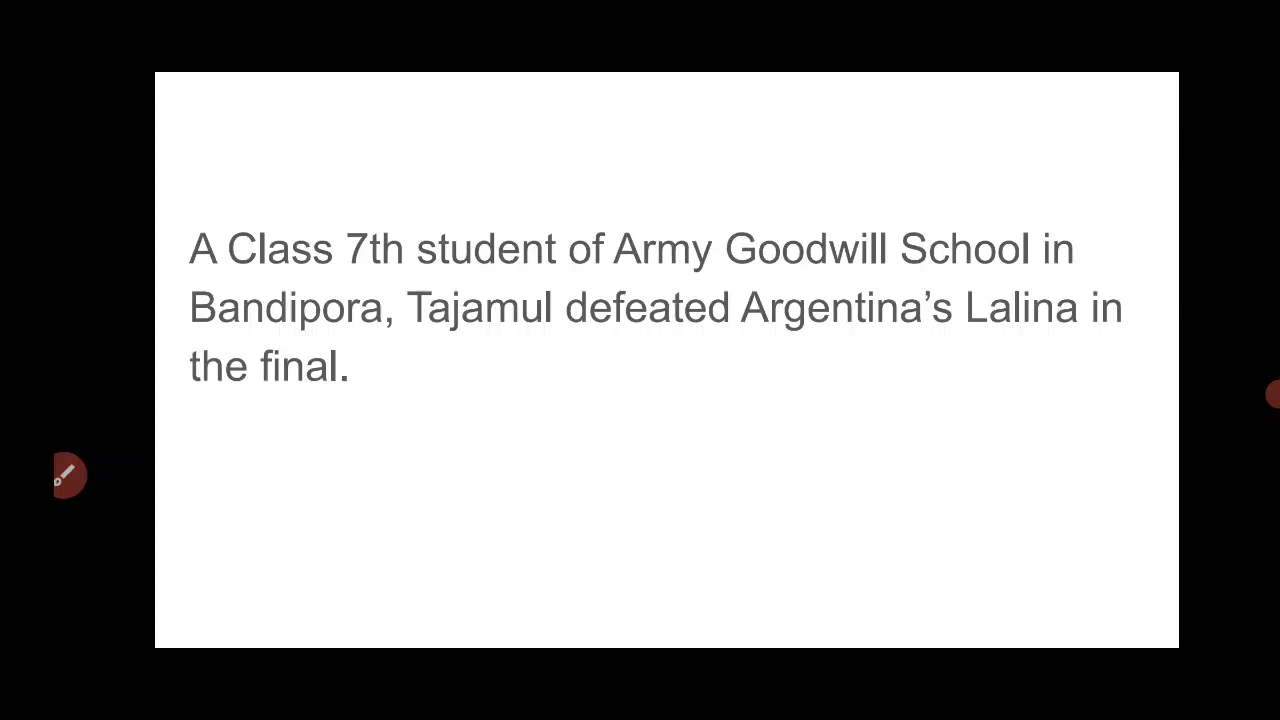 A Class 7th student of Army Goodwill School in
Bandipora, Tajamul defeated Argentina’s Lalina in
the final.